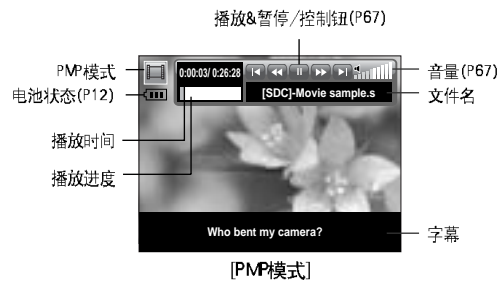 播放&暂停/控制钮(P67)
PMP模式
0:00:03/ 0:26:28
音量(P67)
电池状态(P12)
[SDC]-Movie sample.s
文件名
播放时间
播放进度
Who bent my camera?
字幕
[PMP模式]